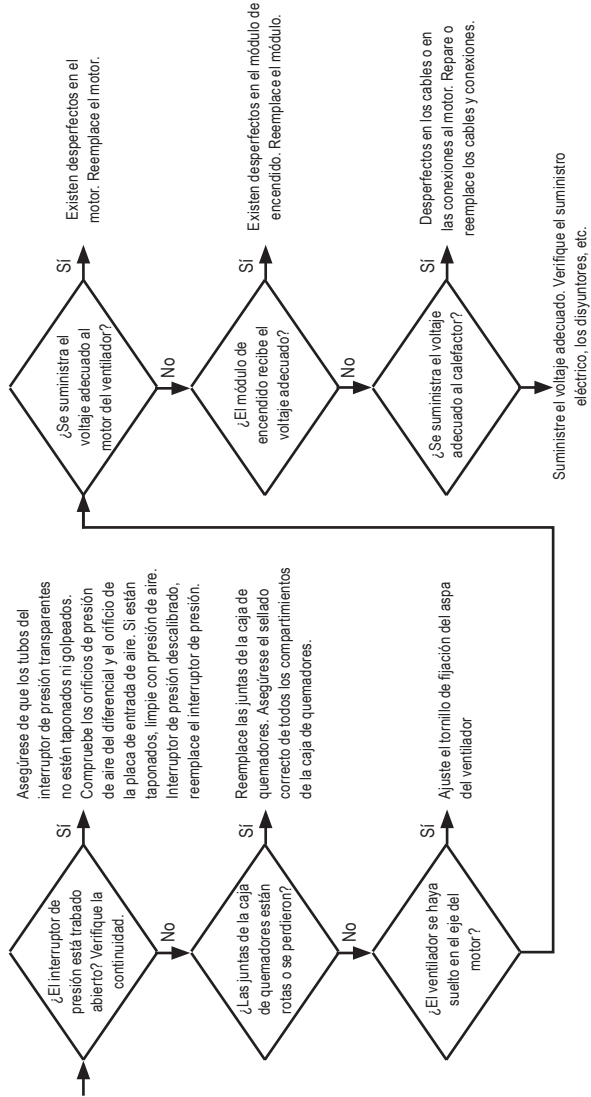 ¿El interruptor de
presión está trabado
abierto? Verifique la
continuidad.
Sí
Asegúrese de que los tubos del
interruptor de presión transparentes
no estén taponados ni golpeados.
Compruebe los orificios de presión
de aire del diferencial y el orificio de
la placa de entrada de aire. Si están
taponados, limpie con presión de aire.
Interruptor de presión descalibrado,
reemplace el interruptor de presión.
No
¿Las juntas de la caja
de quemadores están
rotas o se perdieron?
Sí
Reemplace las juntas de la caja de
quemadores. Asegúrese el sellado
correcto de todos los compartimientos
de la caja de quemadores.
No
¿El ventilador se haya
suelto en el eje del
motor?
Sí
Ajuste el tornillo de fijación del aspa
del ventilador
¿Se suministra el
voltaje adecuado al
motor del ventilador?
Sí
Existen desperfectos en el
motor. Reemplace el motor.
No
¿El módulo de
encendido recibe el
voltaje adecuado?
Sí
Existen desperfectos en el módulo de
encendido. Reemplace el módulo.
No
¿Se suministra el voltaje
adecuado al calefactor?
Sí
Desperfectos en los cables o en
las conexiones al motor. Repare o
reemplace los cables y conexiones.
Suministre el voltaje adecuado. Verifique el suministro
eléctrico, los disyuntores, etc.